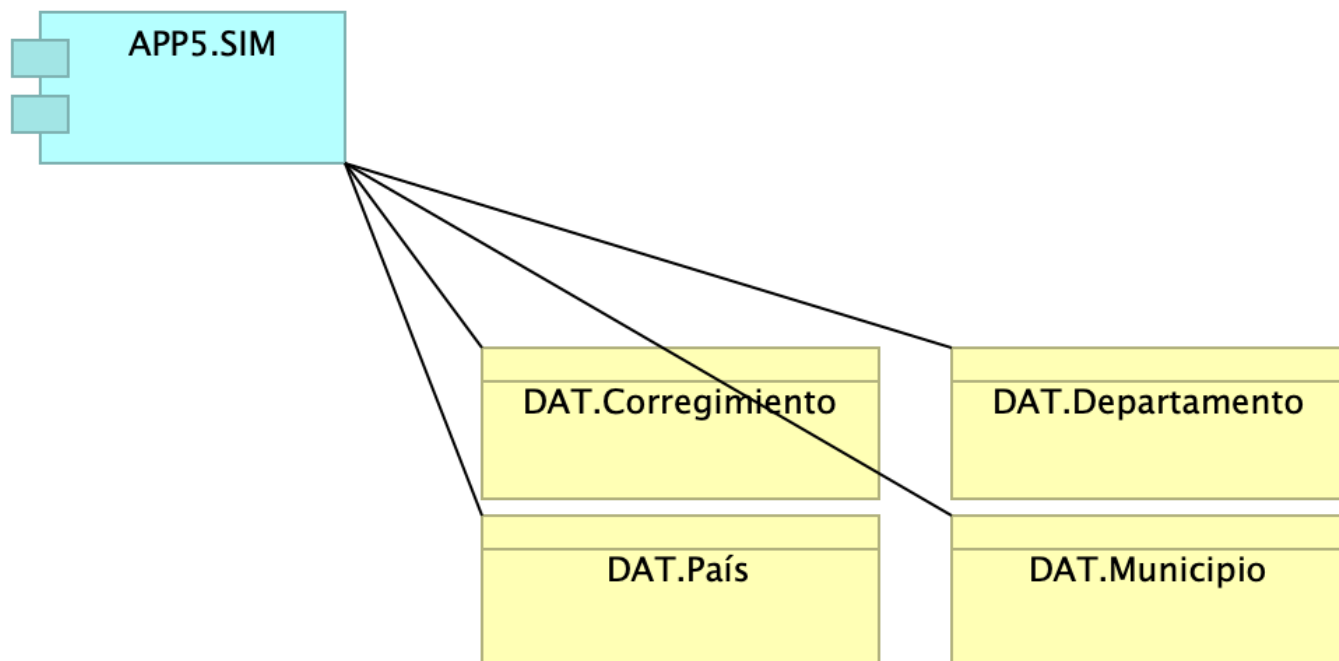 APP5.SIM
DAT.Corregimiento
DAT.Departamento
DAT.País
DAT.Municipio